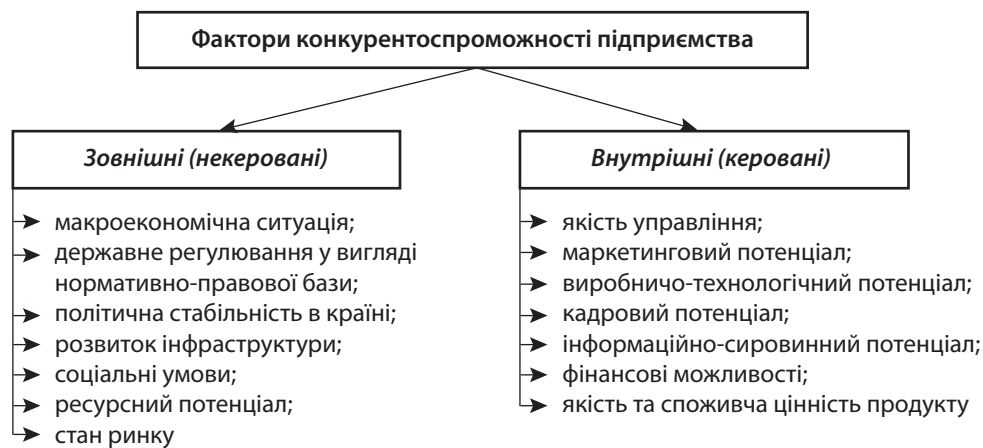 Фактори конкурентоспроможності підприємства
Зовнішні (некеровані)
макроекономічна ситуація;
державне регулювання у вигляді
нормативно-правової бази;
політична стабільність в країні;
розвиток інфраструктури;
соціальні умови;
ресурсний потенціал;
стан ринку
Внутрішні (керовані)
якість управління;
маркетинговий потенціал;
виробничо-технологічний потенціал;
кадровий потенціал;
інформаційно-сировинний потенціал;
фінансові можливості;
якість та споживча цінність продукту